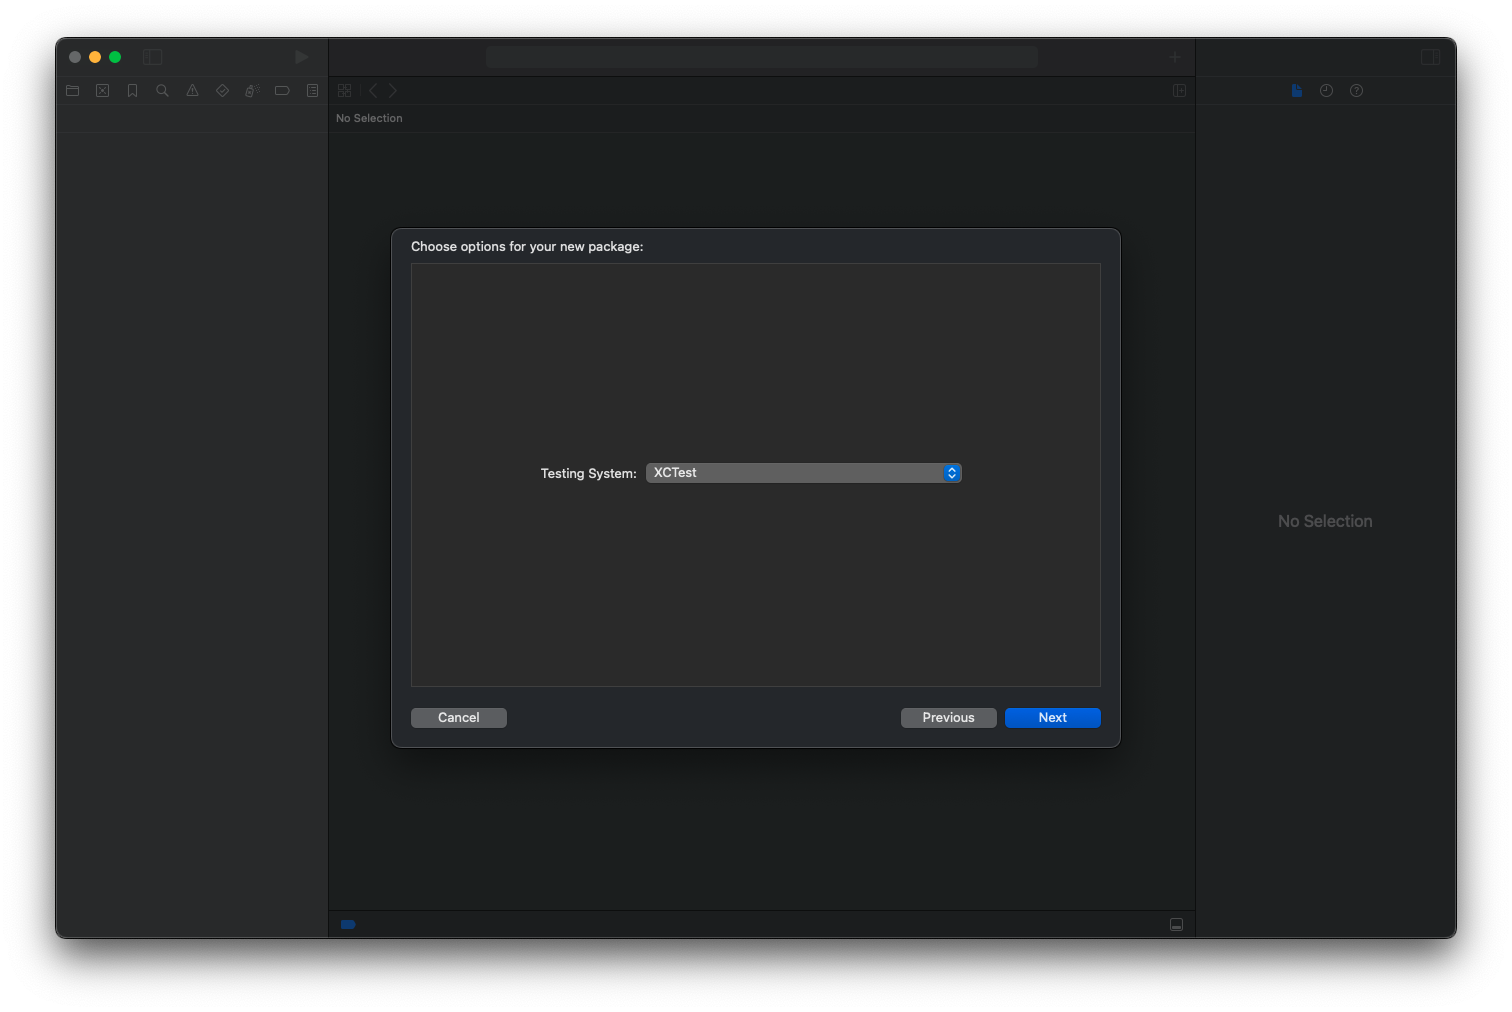 No Selection
Choose options for your new package:
Testing System: XCTest
No Selection
Cancel Previous Next